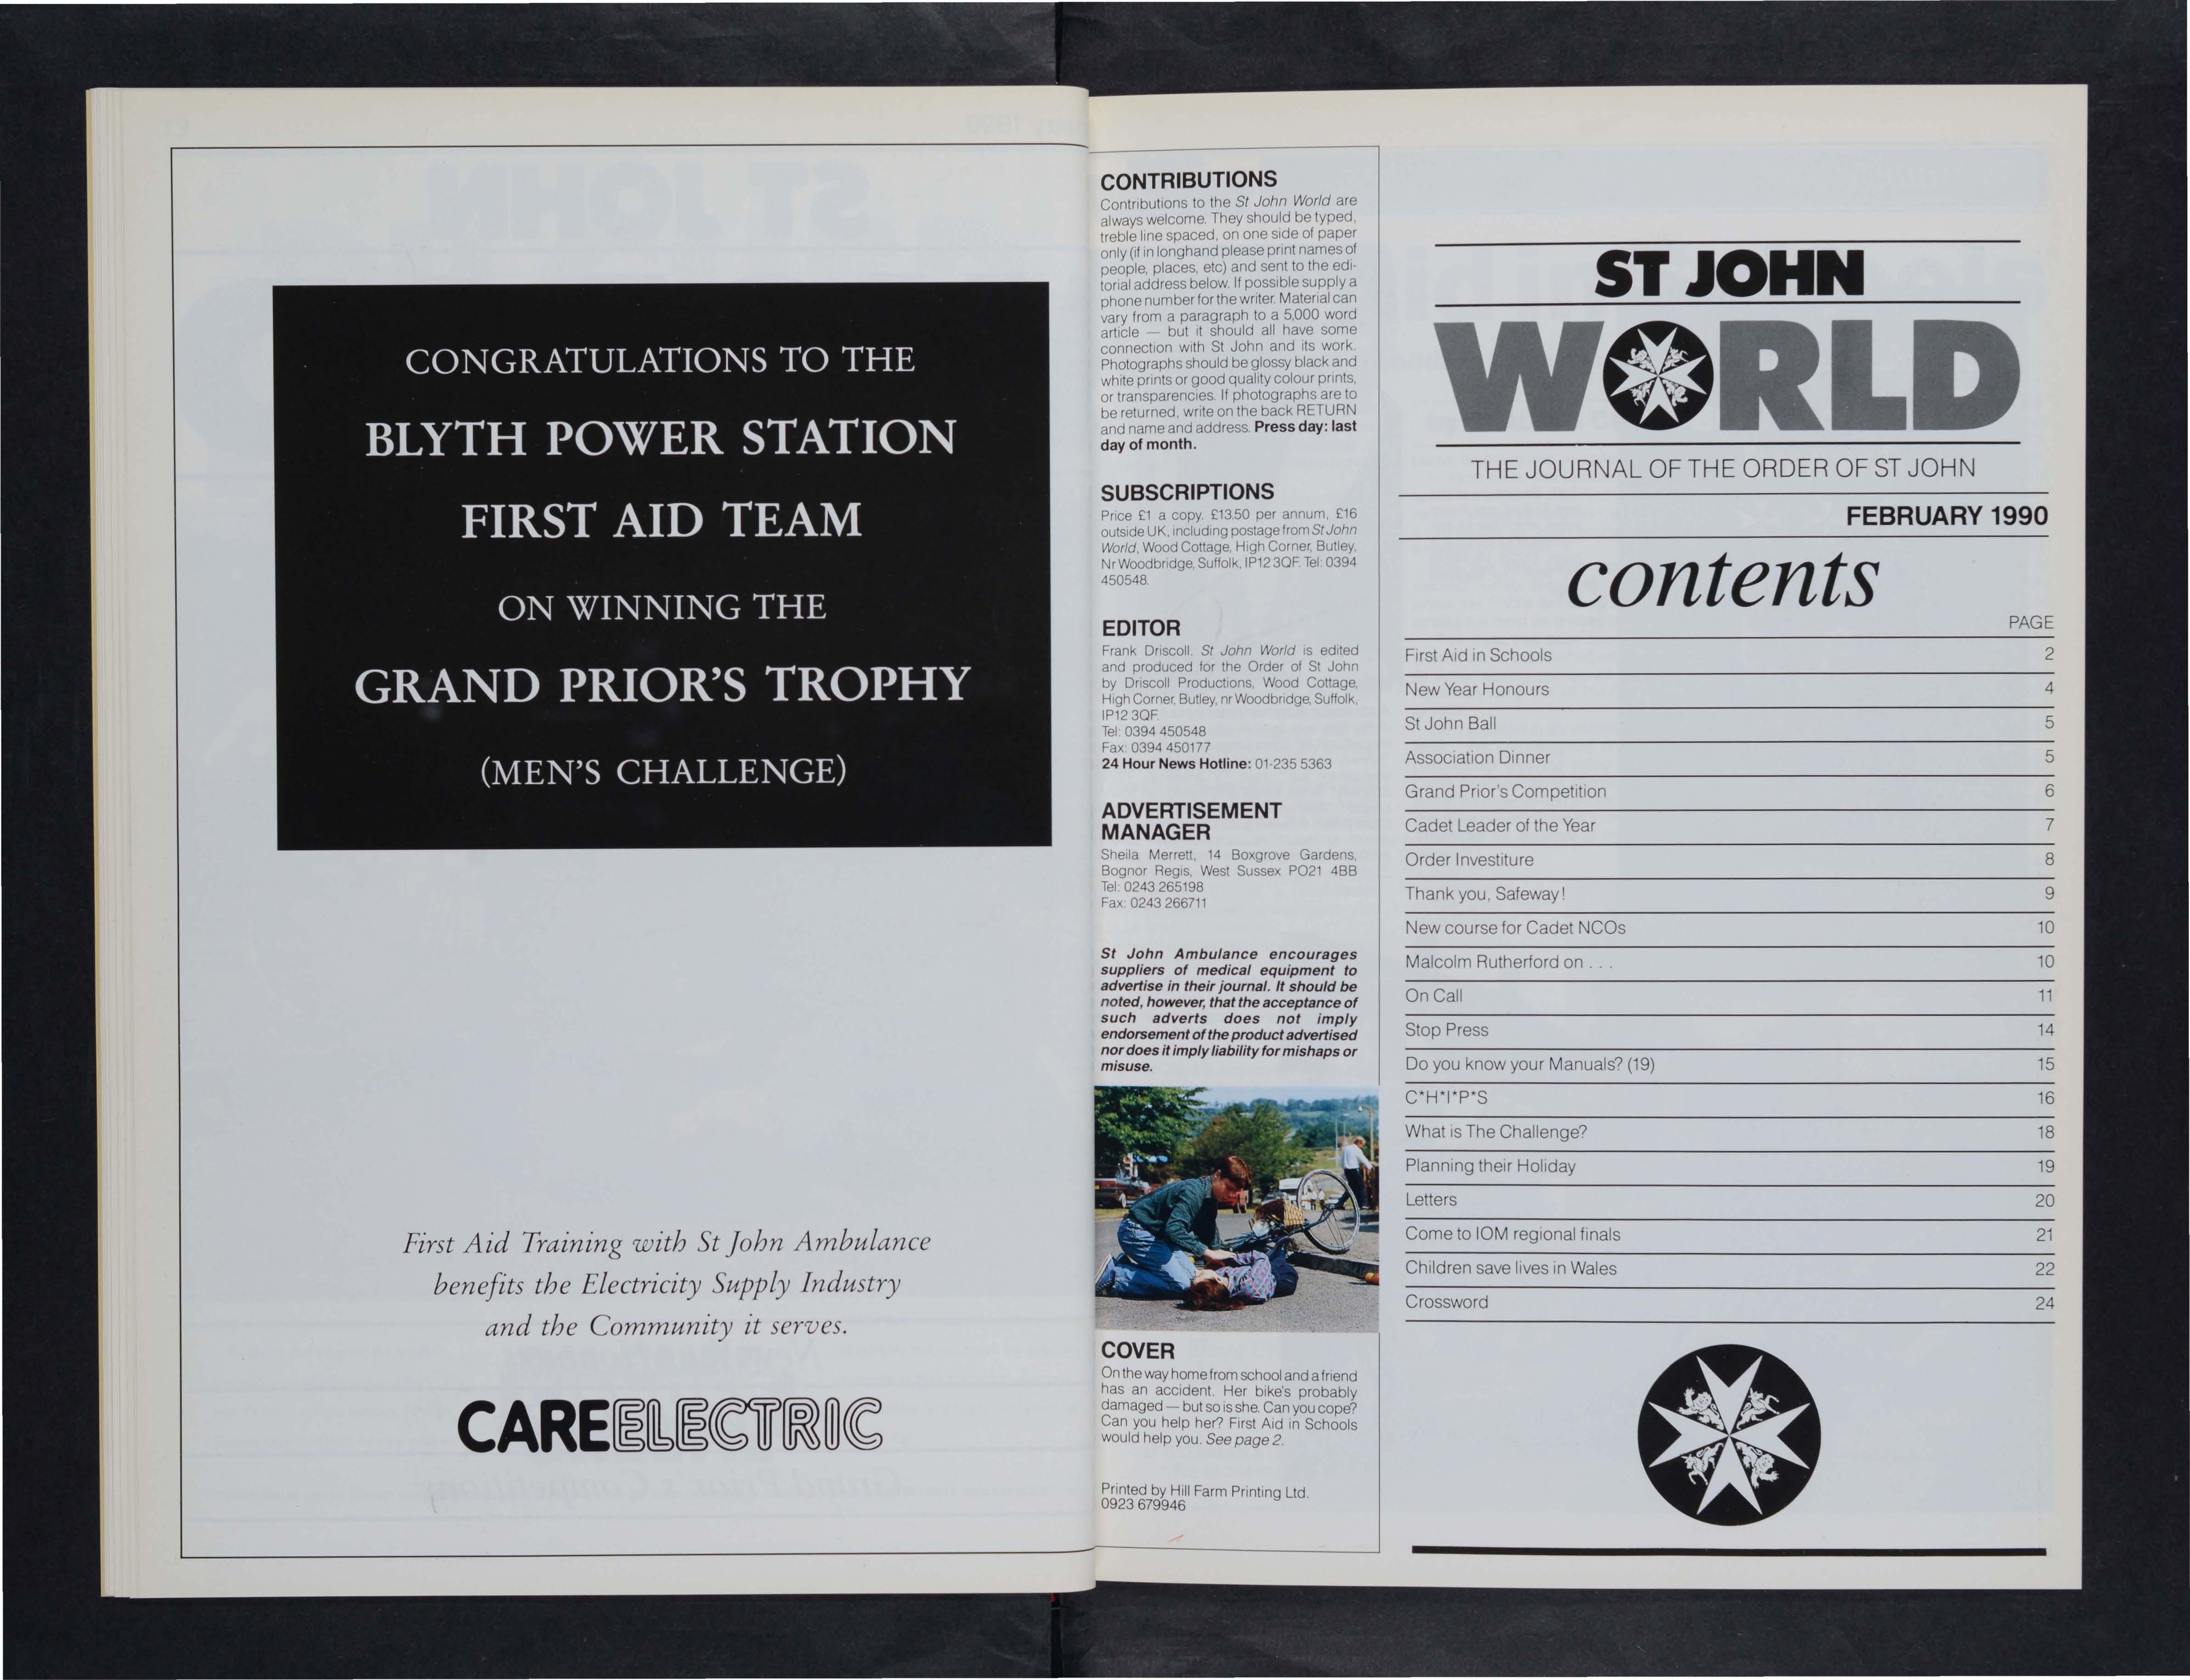 CONGRATULATIONS TO THE
BLYTH POWER STATION
FIRST AID TEAM
ON WINNING THE
GRAND PRIOR'S TROPHY
(MEN'S CHALLENGE)
First Aid Training with St John Ambulance
benefits the Electricity Supply Industry
and the Community it serves.
CAREELECTRIC
CONTRIBUTIONS
Contributions to the St John World are
always welcome. They should be typed,
treble line spaced, on one side of paper
only (if in longhand please print names of
people, places, etc) and sent to the edi-
torial address below. If possible supply a
phone number for the writer. Material can
vary from a paragraph to a 5,000 word
article — but it should all have some
connection with St John and its work.
Photographs should be glossy black and
white prints or good quality colour prints,
or transparencies. If photographs are to
be returned, write on the back RETURN
and name and address. Press day: last
day of month.
SUBSCRIPTIONS
Price £1 a copy. £13.50 per annum, £16
outside UK, including postage from St John
World, Wood Cottage, High Corner, Butley,
Nr Woodbridge, Suffolk, IP12 3QF. Tel: 0394
450548.
EDITOR
Frank Driscoll. St John World is edited
and produced for the Order of St John
by Driscoll Productions, Wood Cottage,
High Corner, Butley, nr Woodbridge, Suffolk,
IP12 3QF.
Tel: 0394 450548
Fax: 0394 450177
24 Hour News Hotline: 01-235 5363
ADVERTISEMENT
MANAGER
Sheila Merrett, 14 Boxgrove Gardens,
Bognor Regis, West Sussex PO21 4BB
Tel: 0243 265198
Fax: 0243 266711
St John Ambulance encourages
suppliers of medical equipment to
advertise in their journal. It should be
noted, however, that the acceptance of
such adverts does not imply
endorsement of the product advertised
nor does it imply liability for mishaps or
misuse.
COVER
On the way home from school and a friend
has an accident. Her bike's probably
damaged — but so is she. Can you cope?
Can you help her? First Aid in Schools
would help you. See page 2.
Printed by Hill Farm Printing Ltd.
0923 679946
ST JOHN
WORLD
THE JOURNAL OF THE ORDER OF ST JOHN
FEBRUARY 1990
contents
PAGE
First Aid in Schools 2
New Year Honours 4
St John Ball 5
Association Dinner 5
Grand Prior's Competition 6
Cadet Leader of the Year 7
Order Investiture 8
Thank you, Safeway! 9
New course for Cadet NCOs 10
Malcolm Rutherford on . . . 10
On Call 11
Stop Press 14
Do you know your Manuals? (19) 15
C*H*I*P*S 16
What is The Challenge? 18
Planning their Holiday 19
Letters 20
Come to IOM regional finals 21
Children save lives in Wales 22
Crossword 24